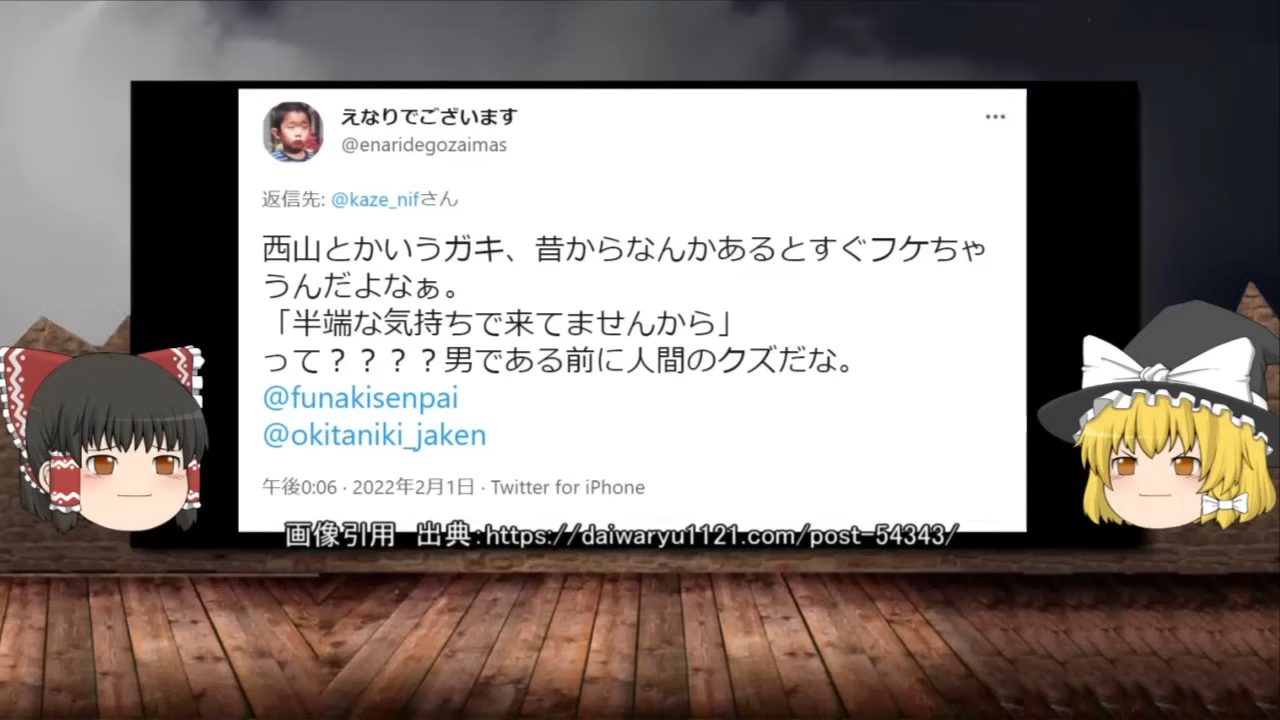 えなりでございます
@enaridegozaimas
返信先: @kaze_nifさん
西山とかいうガキ、昔からなんかあるとすぐフケちゃ
うんだよなぁ。
「半端な気持ちで来てませんから」
って？？？？男である前に人間のクズだな。
@funakisenpai
@okitaniki_jaken
午後0:06 · 2022年2月1日 · Twitter for iPhone
画像引用　出典：https://daiwaryu1121.com/post-54343/